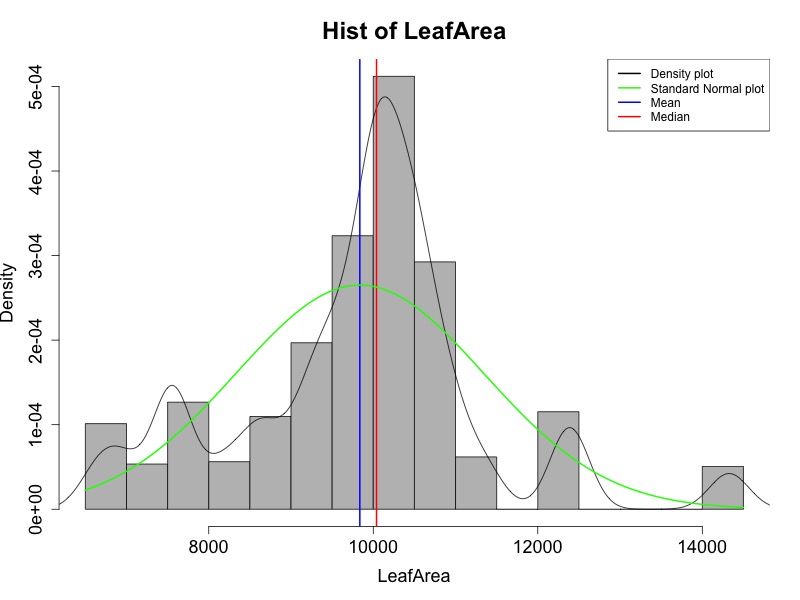 Hist of LeafArea
Density plot
Standard Normal plot
Mean
Median
Density
5e-04
4e-04
3e-04
2e-04
1e-04
0e+00
8000 10000 12000 14000
LeafArea